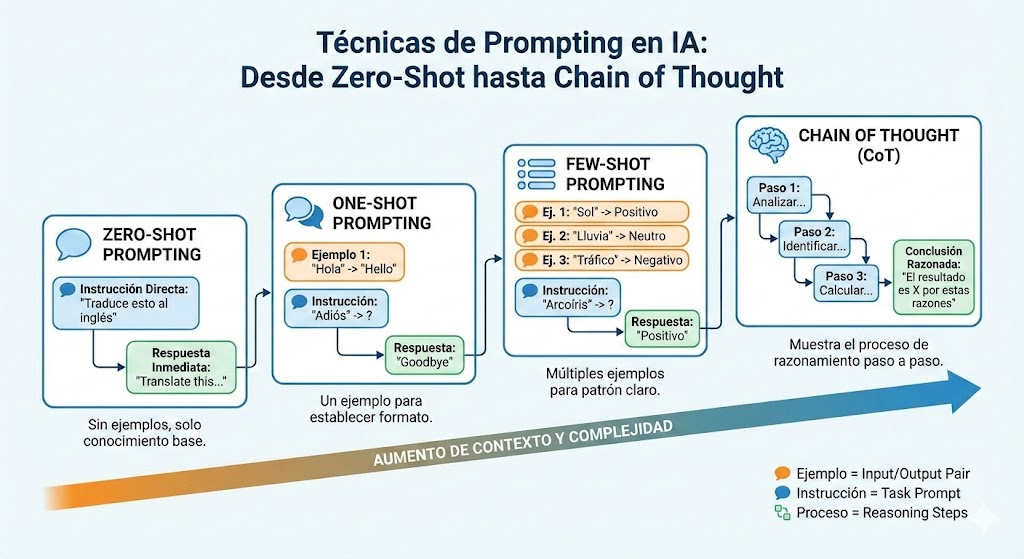 Técnicas de Prompting en IA:
Desde Zero-Shot hasta Chain of Thought
ZERO-SHOT
PROMPTING
Instrucción Directa:
"Traduce esto al
inglés"
Respuesta
Inmediata:
"Translate this..."
Sin ejemplos, solo
conocimiento base.
ONE-SHOT
PROMPTING
Ejemplo 1:
"Hola" -> "Hello"
Instrucción:
"Adiós" -> ?
Respuesta:
"Goodbye"
Un ejemplo para
establecer formato.
FEW-SHOT
PROMPTING
Ej. 1: "Sol" -> Positivo
Ej. 2: "Lluvia" -> Neutro
Ej. 3: "Tráfico" -> Negativo
Instrucción:
"Arcoíris" -> ?
Respuesta:
"Positivo"
Múltiples ejemplos
para patrón claro.
CHAIN OF THOUGHT
(CoT)
Paso 1:
Analizar...
Paso 2:
Identificar...
Paso 3:
Calcular...
Conclusión
Razonada:
"El resultado
es X por estas
razones"
Muestra el proceso de
razonamiento paso a paso.
AUMENTO DE CONTEXTO Y COMPLEJIDAD
Ejemplo = Input/Output Pair
Instrucción = Task Prompt
Proceso = Reasoning Steps